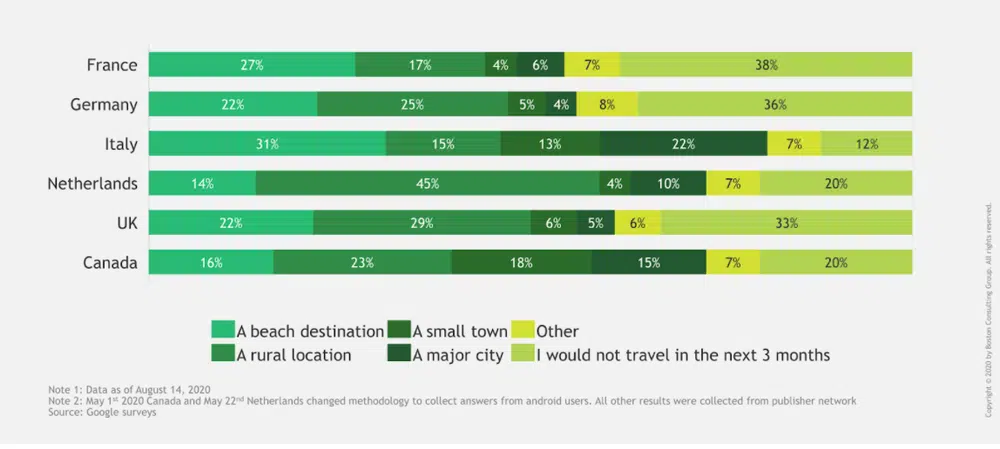 France 27% 17% 4% 6% 7% 38%
Germany 22% 25% 5% 4% 8% 36%
Italy 31% 15% 13% 22% 7% 12%
Netherlands 14% 45% 4% 10% 7% 20%
UK 22% 29% 6% 5% 6% 33%
Canada 16% 23% 18% 15% 7% 20%
A beach destination A small town Other
A rural location A major city I would not travel in the next 3 months
Note 1: Data as of August 14, 2020
Note 2: May 1st 2020 Canada and May 22nd Netherlands changed methodology to collect answers from android users. All other results were collected from publisher network
Source: Google surveys
Copyright © 2020 by Boston Consulting Group. All rights reserved.